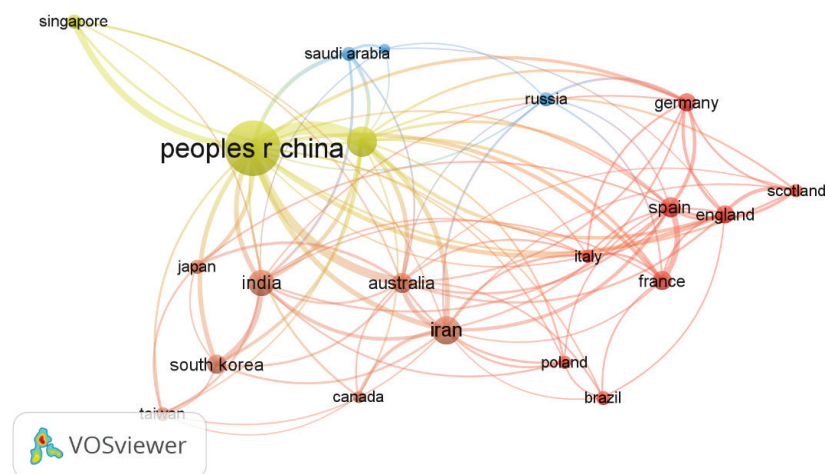 singapore
saudi arabia
russia
germany
peoples r china
scotland
spain
england
italy
japan
india
australia
france
iran
south korea
poland
canada
brazil
taiwan
VOSviewer